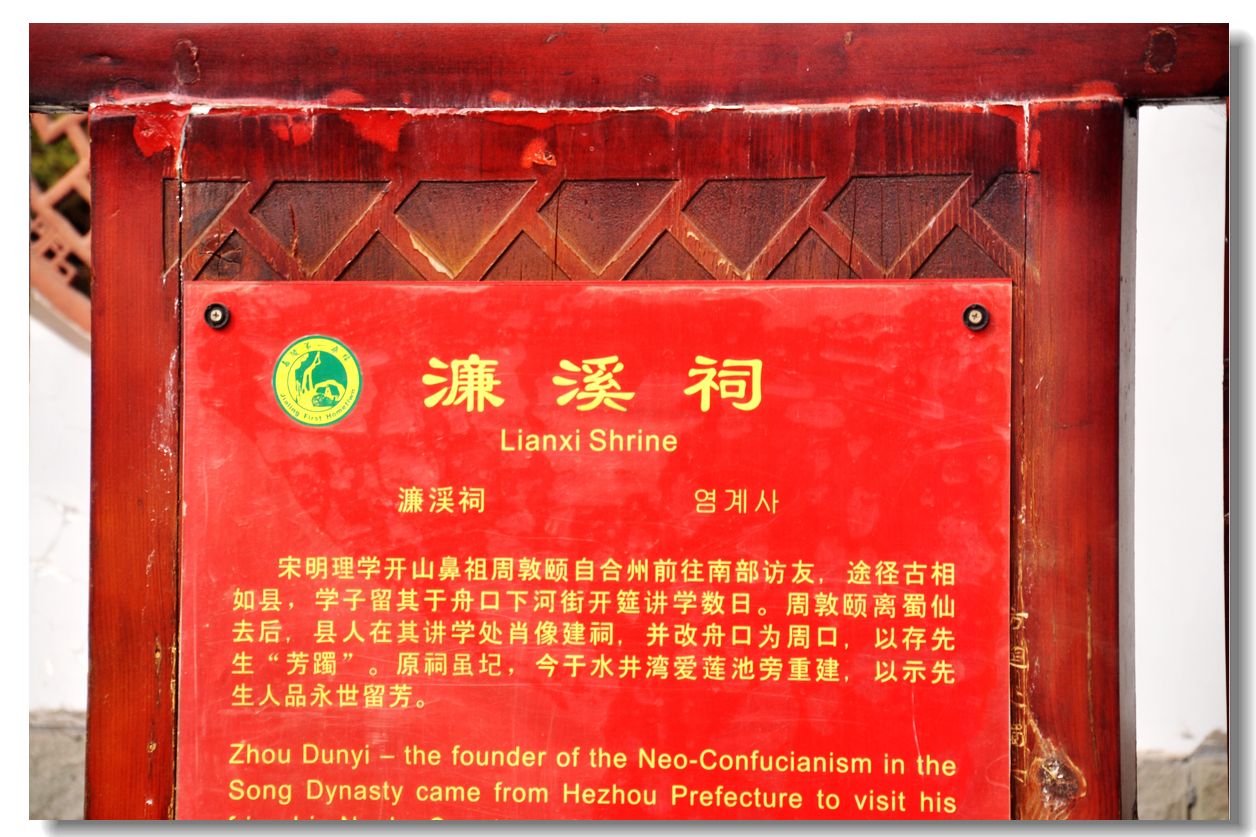 濂溪祠
Lianxi Shrine
濂溪祠 염계사
宋明理学开山鼻祖周敦颐自合州前往南部访友，途径古相
如县，学子留其于舟口下河街开筵讲学数日。周敦颐离蜀仙
去后，县人在其讲学处肖像建祠，并改舟口为周口，以存先
生“芳躅”。原祠虽圮，今于水井湾爱莲池旁重建，以示先
生人品永世留芳。
Zhou Dunyi – the founder of the Neo-Confucianism in the
Song Dynasty came from Hezhou Prefecture to visit his